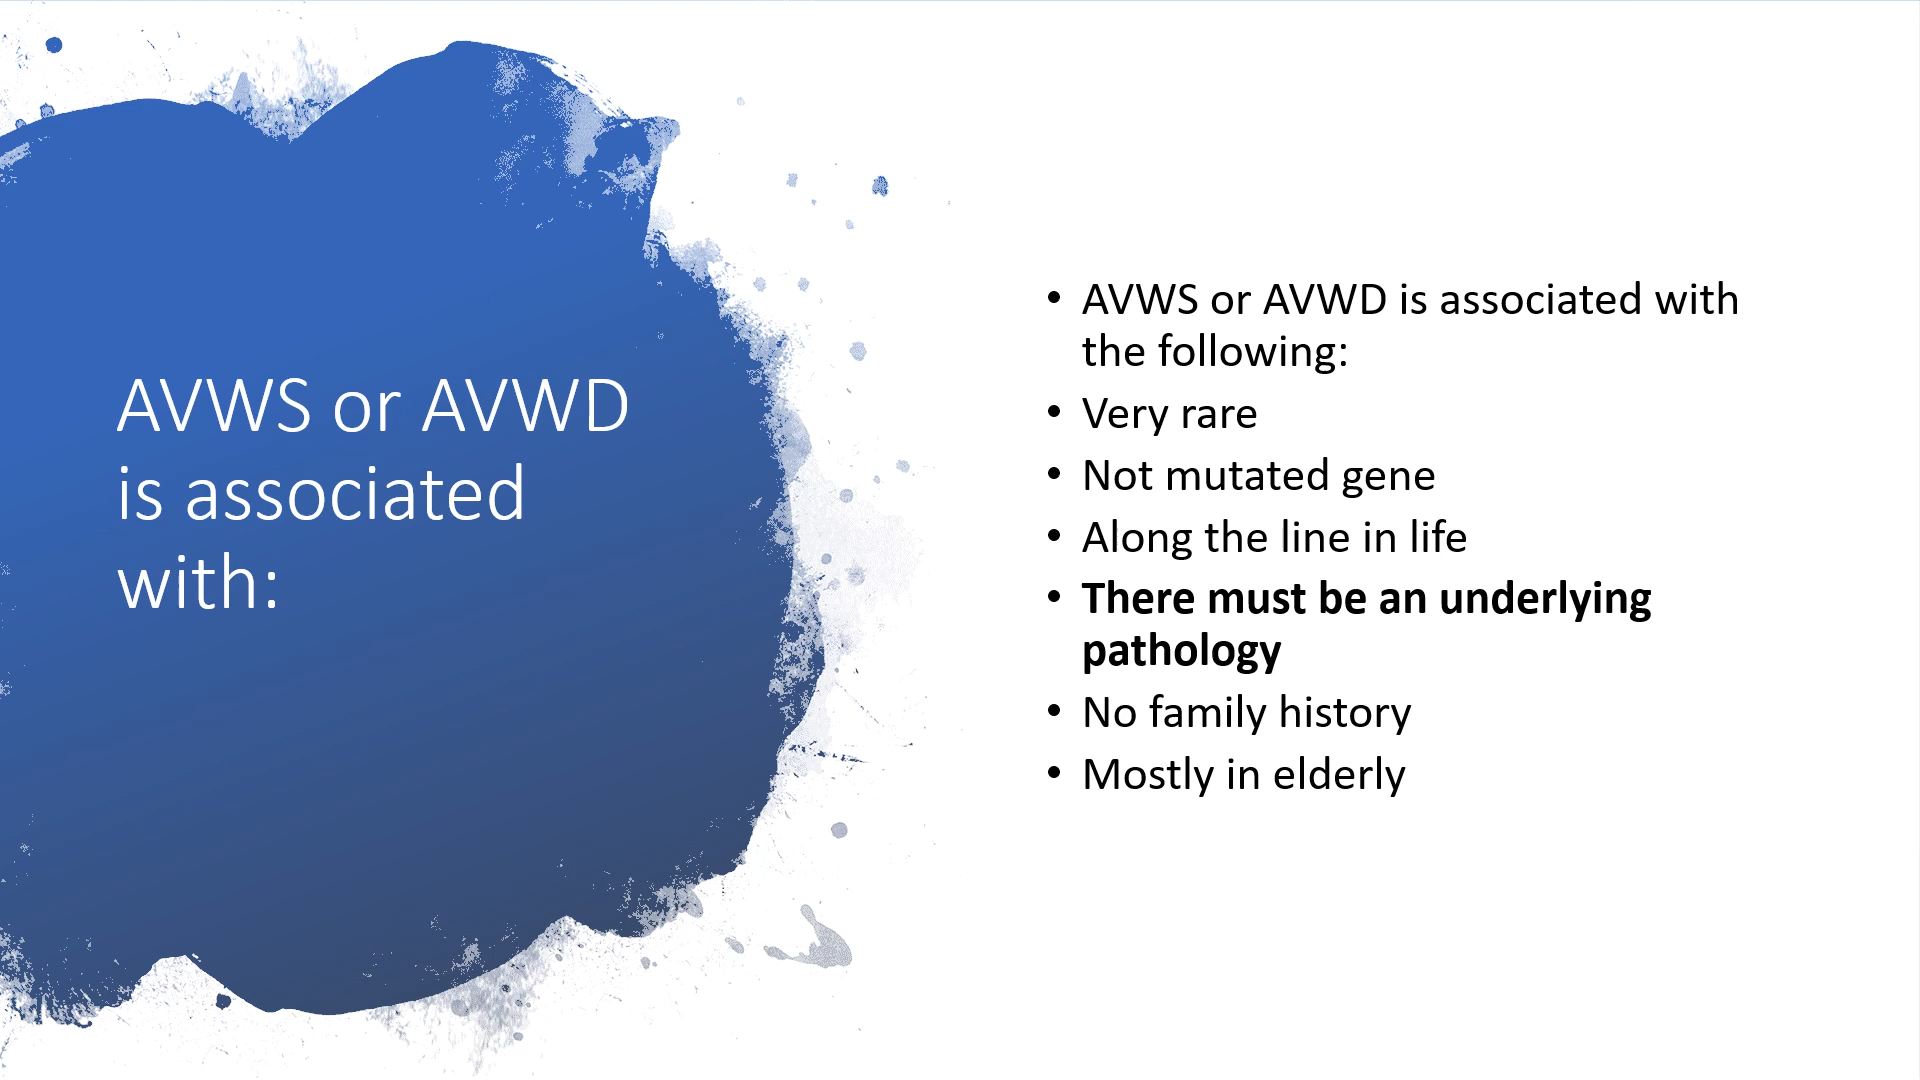 AVWS or AVWD
is associated
with:
• AVWS or AVWD is associated with
the following:
• Very rare
• Not mutated gene
• Along the line in life
• There must be an underlying
pathology
• No family history
• Mostly in elderly